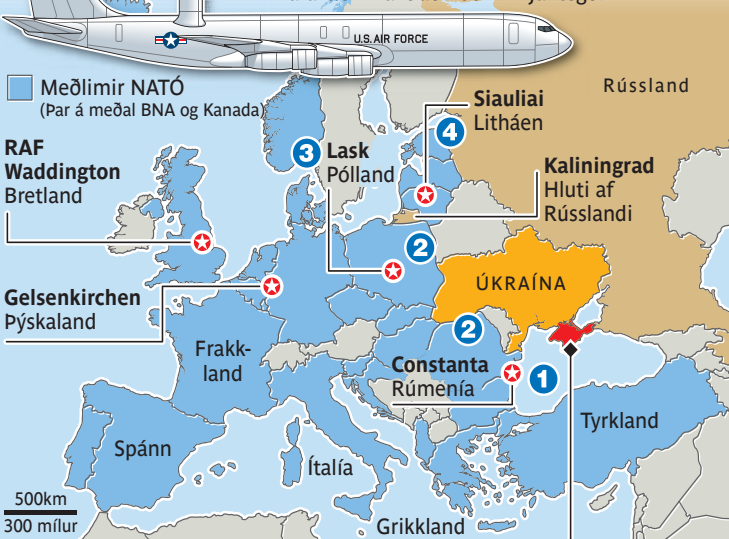 U.S. AIR FORCE
Meðlimir NATÓ
(Þar á meðal BNA og Kanada)
Rússland
Siauliai
Litháen
4
RAF
Waddington
Bretland
3
Lask
Pólland
Kaliningrad
Hluti af
Rússlandi
2
Gelsenkirchen
Þýskaland
ÚKRAÍNA
2
Frakk-
land
Constanta
Rúmenía
1
Tyrkland
Spánn
Ítalía
500km
300 mílur
Grikkland